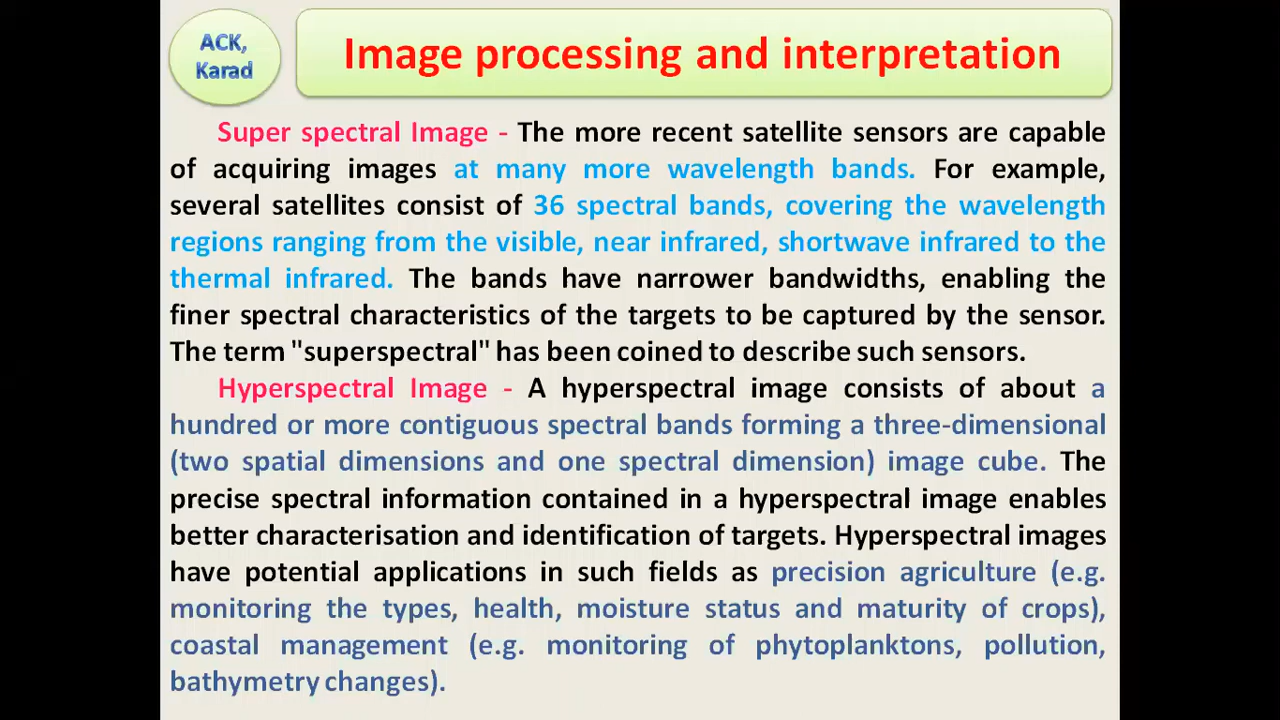 ACK,
Karad
Image processing and interpretation
Super spectral Image - The more recent satellite sensors are capable
of acquiring images at many more wavelength bands. For example,
several satellites consist of 36 spectral bands, covering the wavelength
regions ranging from the visible, near infrared, shortwave infrared to the
thermal infrared. The bands have narrower bandwidths, enabling the
finer spectral characteristics of the targets to be captured by the sensor.
The term "superspectral" has been coined to describe such sensors.
Hyperspectral Image - A hyperspectral image consists of about a
hundred or more contiguous spectral bands forming a three-dimensional
(two spatial dimensions and one spectral dimension) image cube. The
precise spectral information contained in a hyperspectral image enables
better characterisation and identification of targets. Hyperspectral images
have potential applications in such fields as precision agriculture (e.g.
monitoring the types, health, moisture status and maturity of crops),
coastal management (e.g. monitoring of phytoplanktons, pollution,
bathymetry changes).